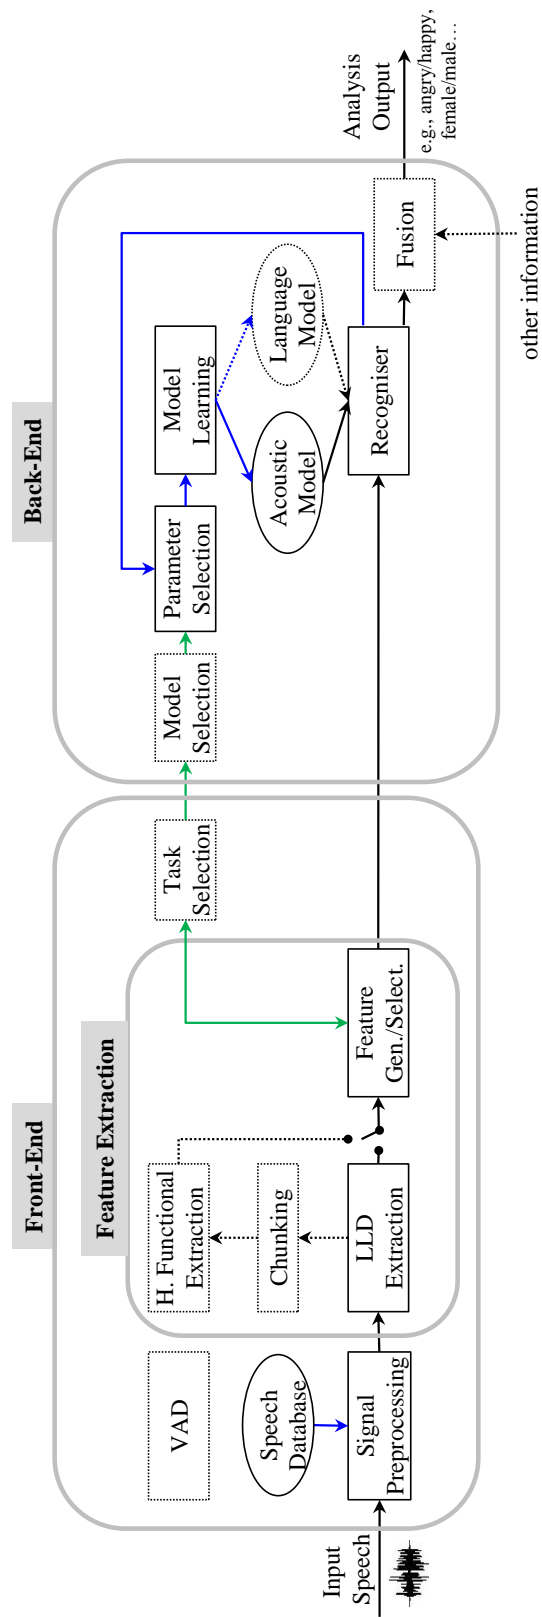 Front-End
Back-End
Feature Extraction
VAD
H. Functional
Extraction
Task
Selection
Model
Selection
Parameter
Selection
Model
Learning
Speech
Database
Chunking
Acoustic
Model
Language
Model
Input
Speech
Signal
Preprocessing
LLD
Extraction
Feature
Gen./Select.
Recogniser
Fusion
Analysis
Output
e.g., angry/happy,
female/male…
other information